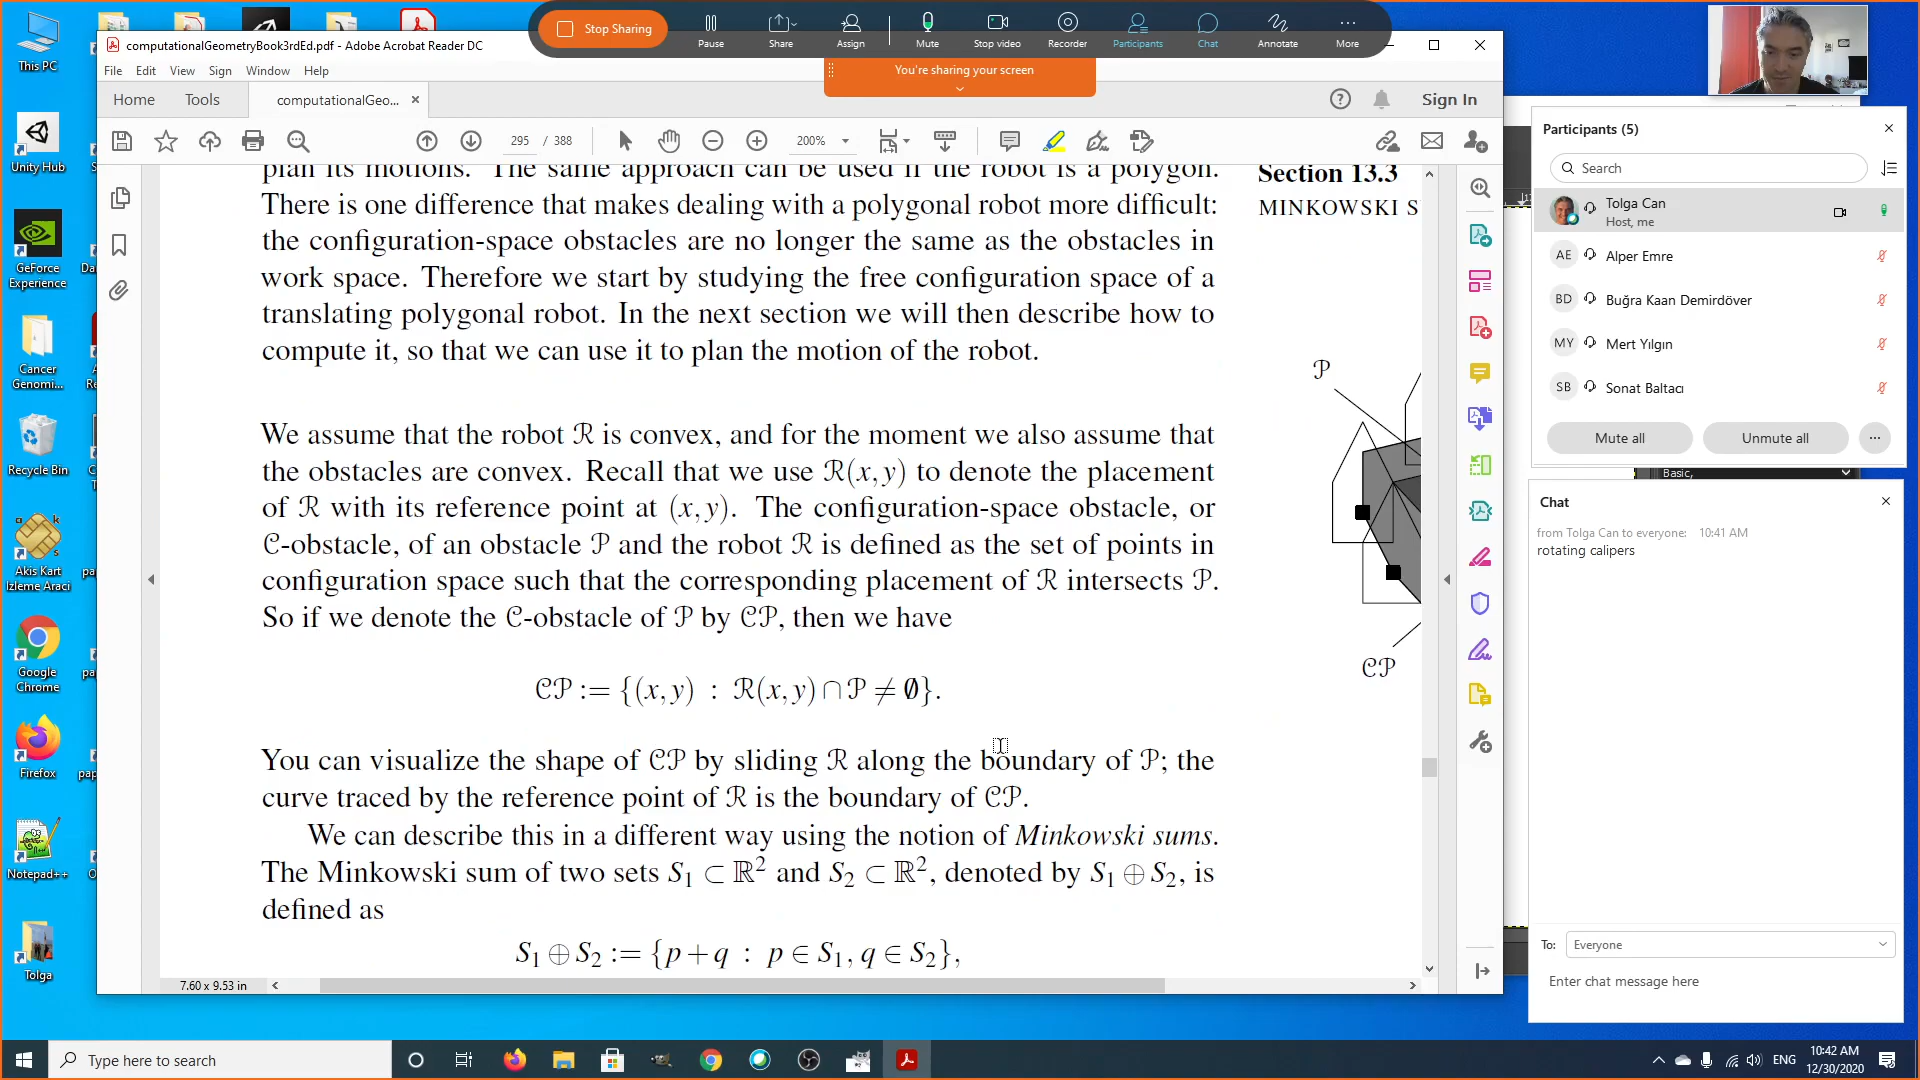 This PC
Unity Hub
GeForce
Experience
Cancer
Genomi...
Recycle Bin
Akis Kart
Izleme Araci
Google
Chrome
Firefox
Notepad++
Tolga
computationalGeometryBook3rdEd.pdf - Adobe Acrobat Reader DC
Stop Sharing
Pause
Share
Assign
Mute
Stop video
Recorder
Participants
Chat
Annotate
More
You're sharing your screen
File Edit View Sign Window Help
Home Tools computationalGeo... Sign In
295 / 388 200%
plan its motions. The same approach can be used if the robot is a polygon.
There is one difference that makes dealing with a polygonal robot more difficult:
the configuration-space obstacles are no longer the same as the obstacles in
work space. Therefore we start by studying the free configuration space of a
translating polygonal robot. In the next section we will then describe how to
compute it, so that we can use it to plan the motion of the robot.
We assume that the robot ℛ is convex, and for the moment we also assume that
the obstacles are convex. Recall that we use ℛ(x,y) to denote the placement
of ℛ with its reference point at (x,y). The configuration-space obstacle, or
𝒞-obstacle, of an obstacle 𝒫 and the robot ℛ is defined as the set of points in
configuration space such that the corresponding placement of ℛ intersects 𝒫.
So if we denote the 𝒞-obstacle of 𝒫 by 𝒞𝒫, then we have
𝒞𝒫 := {(x,y) : ℛ(x,y) ∩ 𝒫 ≠ ∅}.
You can visualize the shape of 𝒞𝒫 by sliding ℛ along the boundary of 𝒫; the
curve traced by the reference point of ℛ is the boundary of 𝒞𝒫.
We can describe this in a different way using the notion of Minkowski sums.
The Minkowski sum of two sets S₁ ⊂ ℝ² and S₂ ⊂ ℝ², denoted by S₁ ⊕ S₂, is
defined as
S₁ ⊕ S₂ := {p + q : p ∈ S₁, q ∈ S₂},
Section 13.3
MINKOWSKI S
𝒫
𝒞𝒫
7.60 x 9.53 in
Participants (5)
Search
Tolga Can
Host, me
AE Alper Emre
BD Buğra Kaan Demirdöver
MY Mert Yılgın
SB Sonat Baltacı
Mute all Unmute all
Basic,
Chat
from Tolga Can to everyone: 10:41 AM
rotating calipers
To: Everyone
Enter chat message here
Type here to search
ENG
10:42 AM
12/30/2020